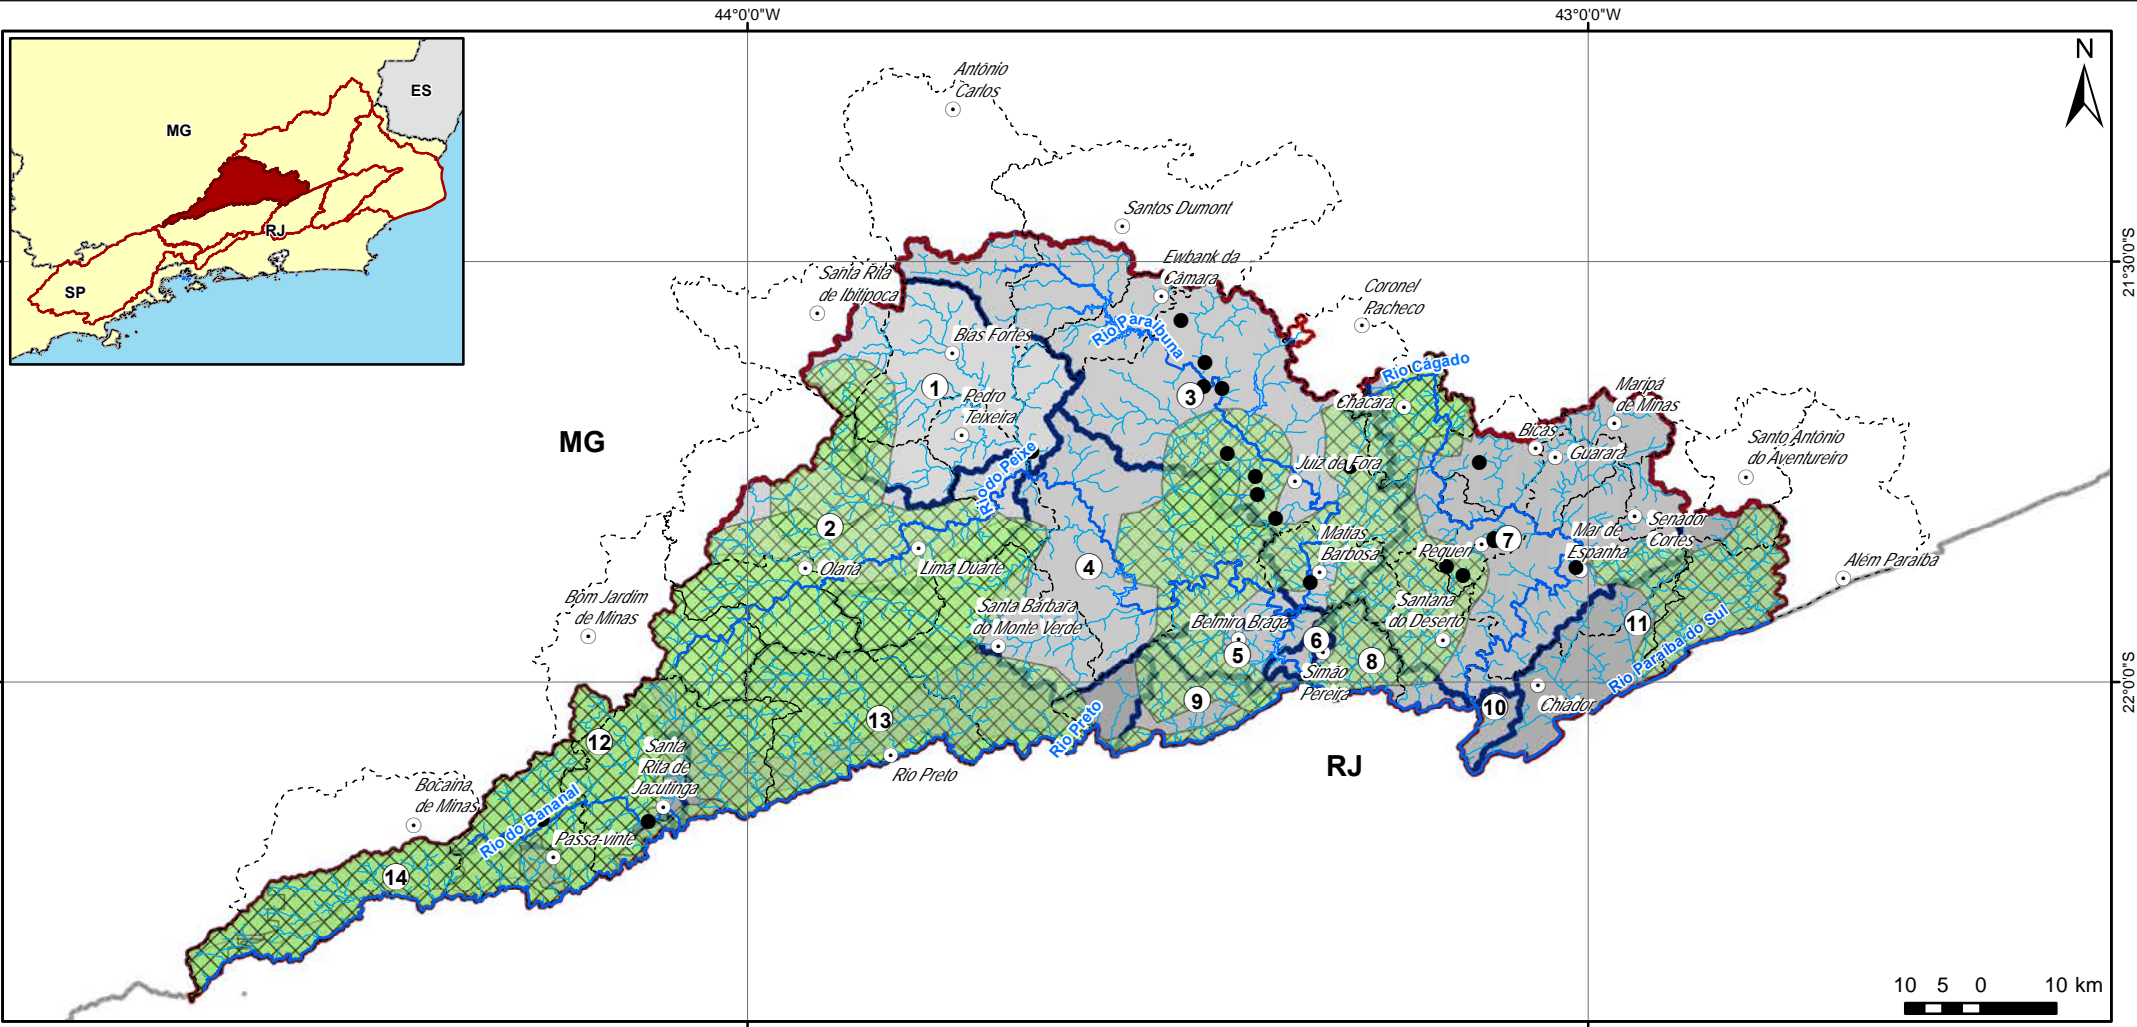 44°0'0"W
43°0'0"W
N
ES
MG
RJ
SP
Antônio
Carlos
Santos Dumont
21°30'0"S
Ewbank da
Câmara
Santa Rita
de Ibitipoca
Coronel
Pacheco
Rio Paraibuna
Bias Fortes
Rio Cágado
1
3
Maripá
de Minas
Pedro
Teixeira
Chácara
MG
Bicas
Santo Antônio
do Aventureiro
Guarará
Rio do Peixe
Juiz de Fora
2
Senador
Cortes
Matias
Barbosa
Mar de
Espanha
7
Pequeri
Olaria
Lima Duarte
4
Além Paraíba
Bom Jardim
de Minas
Santa Bárbara
do Monte Verde
Santana
do Deserto
Belmiro Braga
11
6
5
8
Rio Paraíba do Sul
22°0'0"S
Simão
Pereira
9
10
Chiador
13
Rio Preto
12
Santa
Rita de
Jacutinga
RJ
Rio Preto
Bocaina
de Minas
Rio do Bananal
Passa-vinte
14
10 5 0 10 km